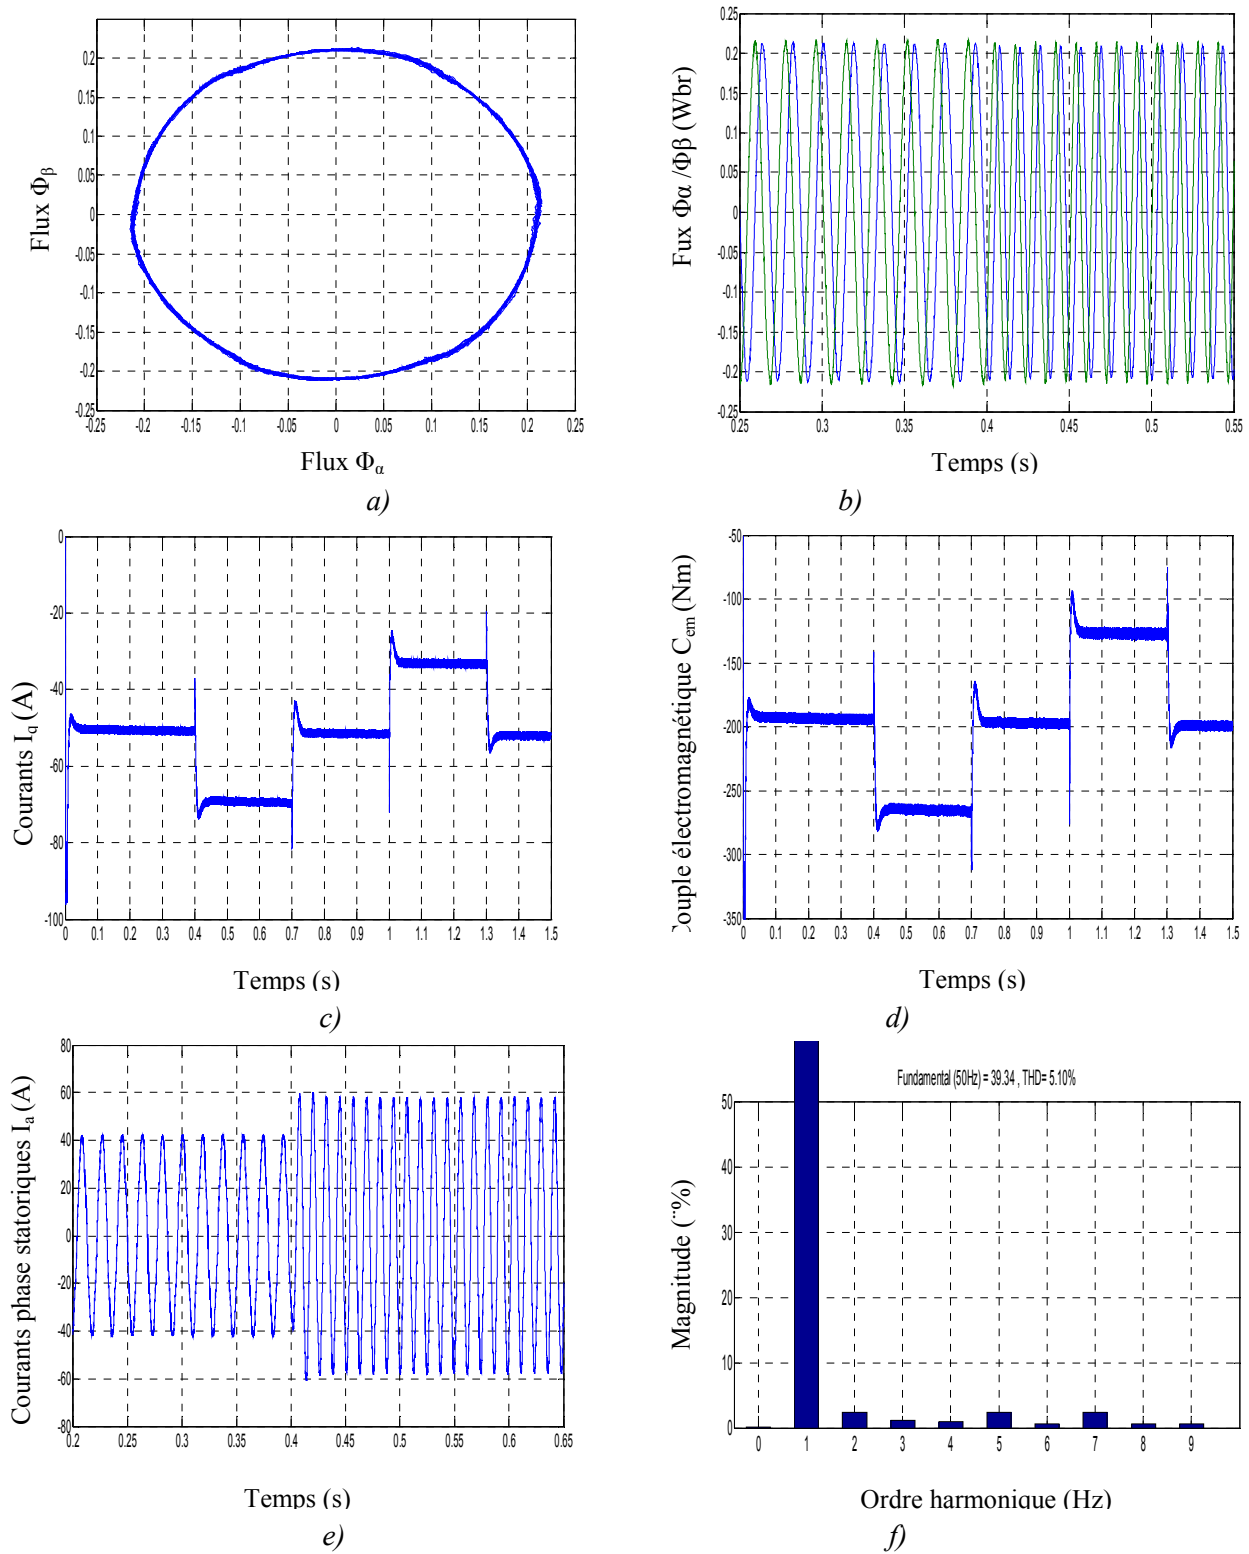 0.2
0.15
0.1
0.05
0
-0.05
-0.1
-0.15
-0.2
-0.25
-0.25 -0.2 -0.15 -0.1 -0.05 0 0.05 0.1 0.15 0.2 0.25
Flux Φβ
Flux Φα
a)
0.25
0.2
0.15
0.1
0.05
0
-0.05
-0.1
-0.15
-0.2
-0.25
0.25 0.3 0.35 0.4 0.45 0.5 0.55
Fux Φα /Φβ (Wbr)
Temps (s)
b)
0
-20
-40
-60
-80
-100
0 0.1 0.2 0.3 0.4 0.5 0.6 0.7 0.8 0.9 1 1.1 1.2 1.3 1.4 1.5
Courants Iq (A)
Temps (s)
c)
-50
-100
-150
-200
-250
-300
-350
0 0.1 0.2 0.3 0.4 0.5 0.6 0.7 0.8 0.9 1 1.1 1.2 1.3 1.4 1.5
Couple électromagnétique Cem (Nm)
Temps (s)
d)
80
60
40
20
0
-20
-40
-60
-80
0.2 0.25 0.3 0.35 0.4 0.45 0.5 0.55 0.6 0.65
Courants phase statoriques Ia (A)
Temps (s)
e)
Fundamental (50Hz) = 39.34 , THD= 5.10%
50
40
30
20
10
0
0 1 2 3 4 5 6 7 8 9
Magnitude (¨%)
Ordre harmonique (Hz)
f)